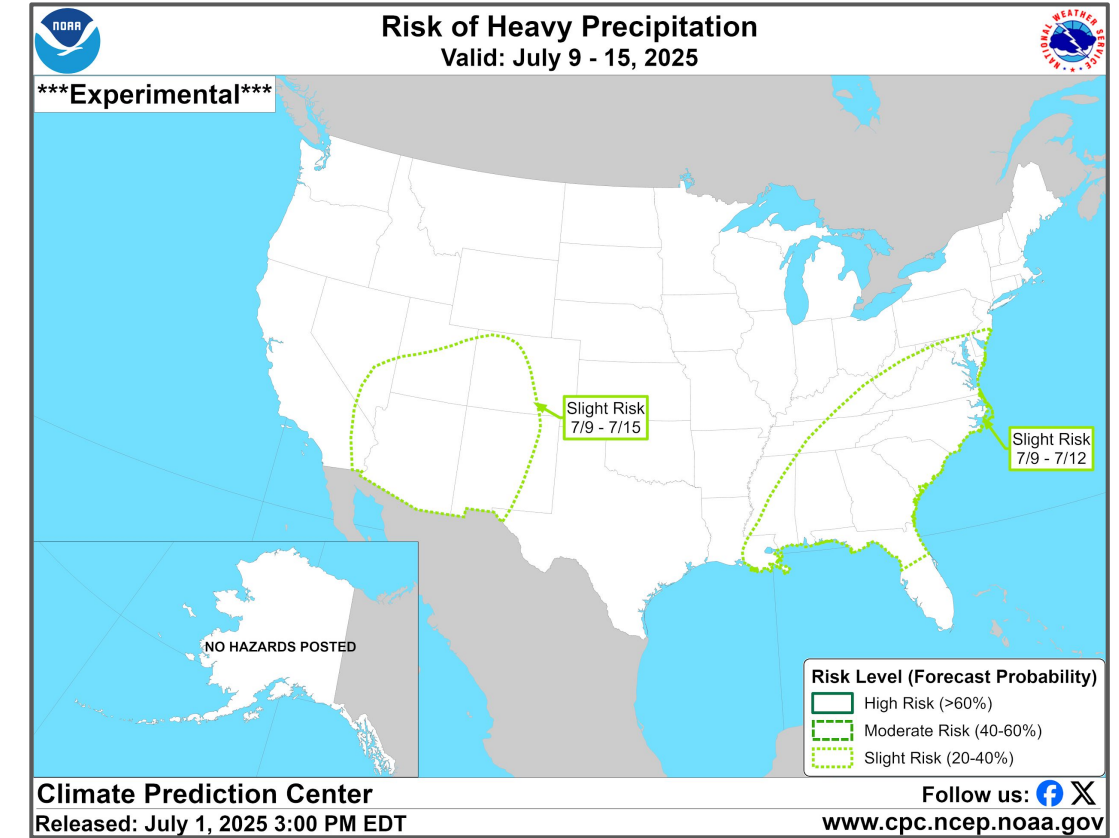 NOAA
Risk of Heavy Precipitation
Valid: July 9 - 15, 2025
NATIONAL WEATHER SERVICE
***Experimental***
Slight Risk
7/9 - 7/15
Slight Risk
7/9 - 7/12
NO HAZARDS POSTED
Risk Level (Forecast Probability)
High Risk (>60%)
Moderate Risk (40-60%)
Slight Risk (20-40%)
Climate Prediction Center
Follow us:
Released: July 1, 2025 3:00 PM EDT
www.cpc.ncep.noaa.gov